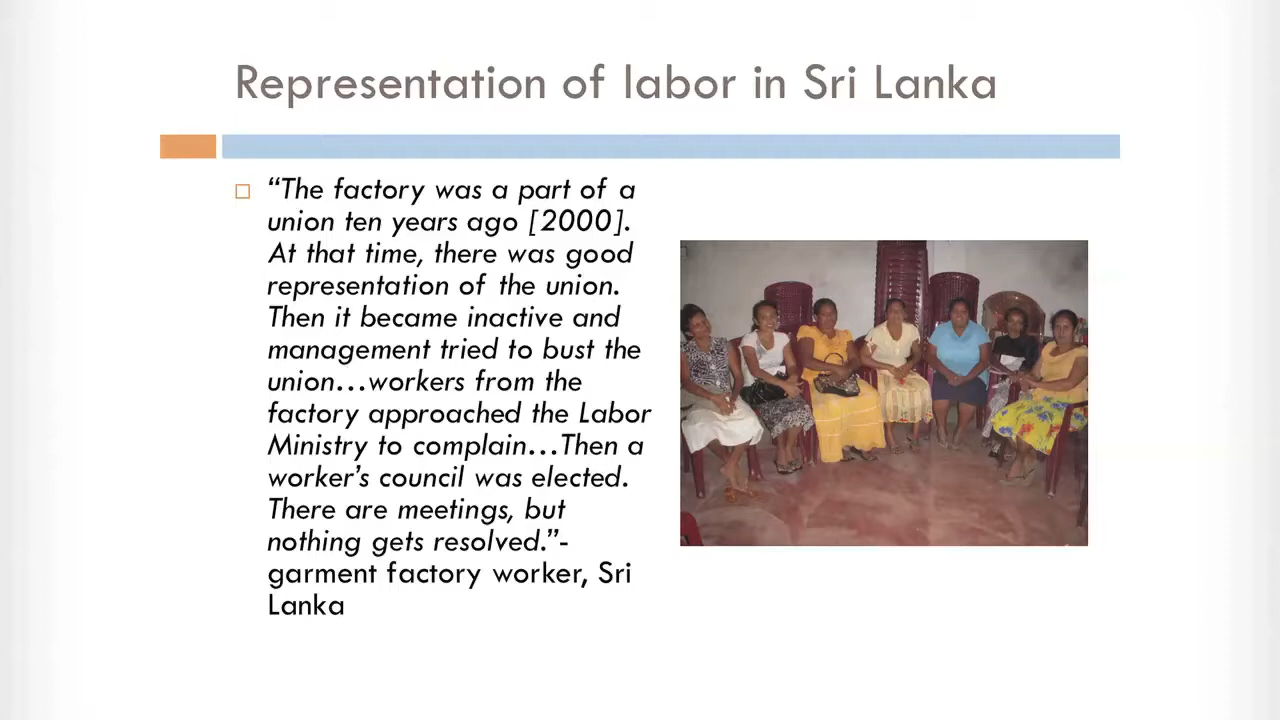 Representation of labor in Sri Lanka
“The factory was a part of a
union ten years ago [2000].
At that time, there was good
representation of the union.
Then it became inactive and
management tried to bust the
union…workers from the
factory approached the Labor
Ministry to complain…Then a
worker’s council was elected.
There are meetings, but
nothing gets resolved.”-
garment factory worker, Sri
Lanka